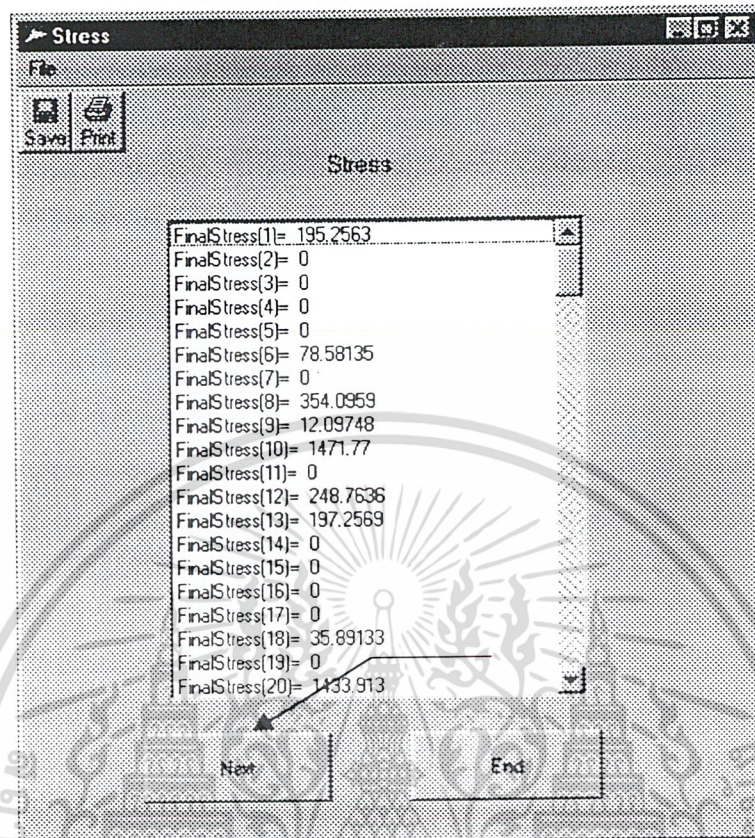 Stress
File
Save Print
Stress
FinalStress(1)= 195.2563
FinalStress(2)= 0
FinalStress(3)= 0
FinalStress(4)= 0
FinalStress(5)= 0
FinalStress(6)= 78.58135
FinalStress(7)= 0
FinalStress(8)= 354.0959
FinalStress(9)= 12.09748
FinalStress(10)= 1471.77
FinalStress(11)= 0
FinalStress(12)= 248.7636
FinalStress(13)= 197.2569
FinalStress(14)= 0
FinalStress(15)= 0
FinalStress(16)= 0
FinalStress(17)= 0
FinalStress(18)= 35.89133
FinalStress(19)= 0
FinalStress(20)= 1433.913
Next
End